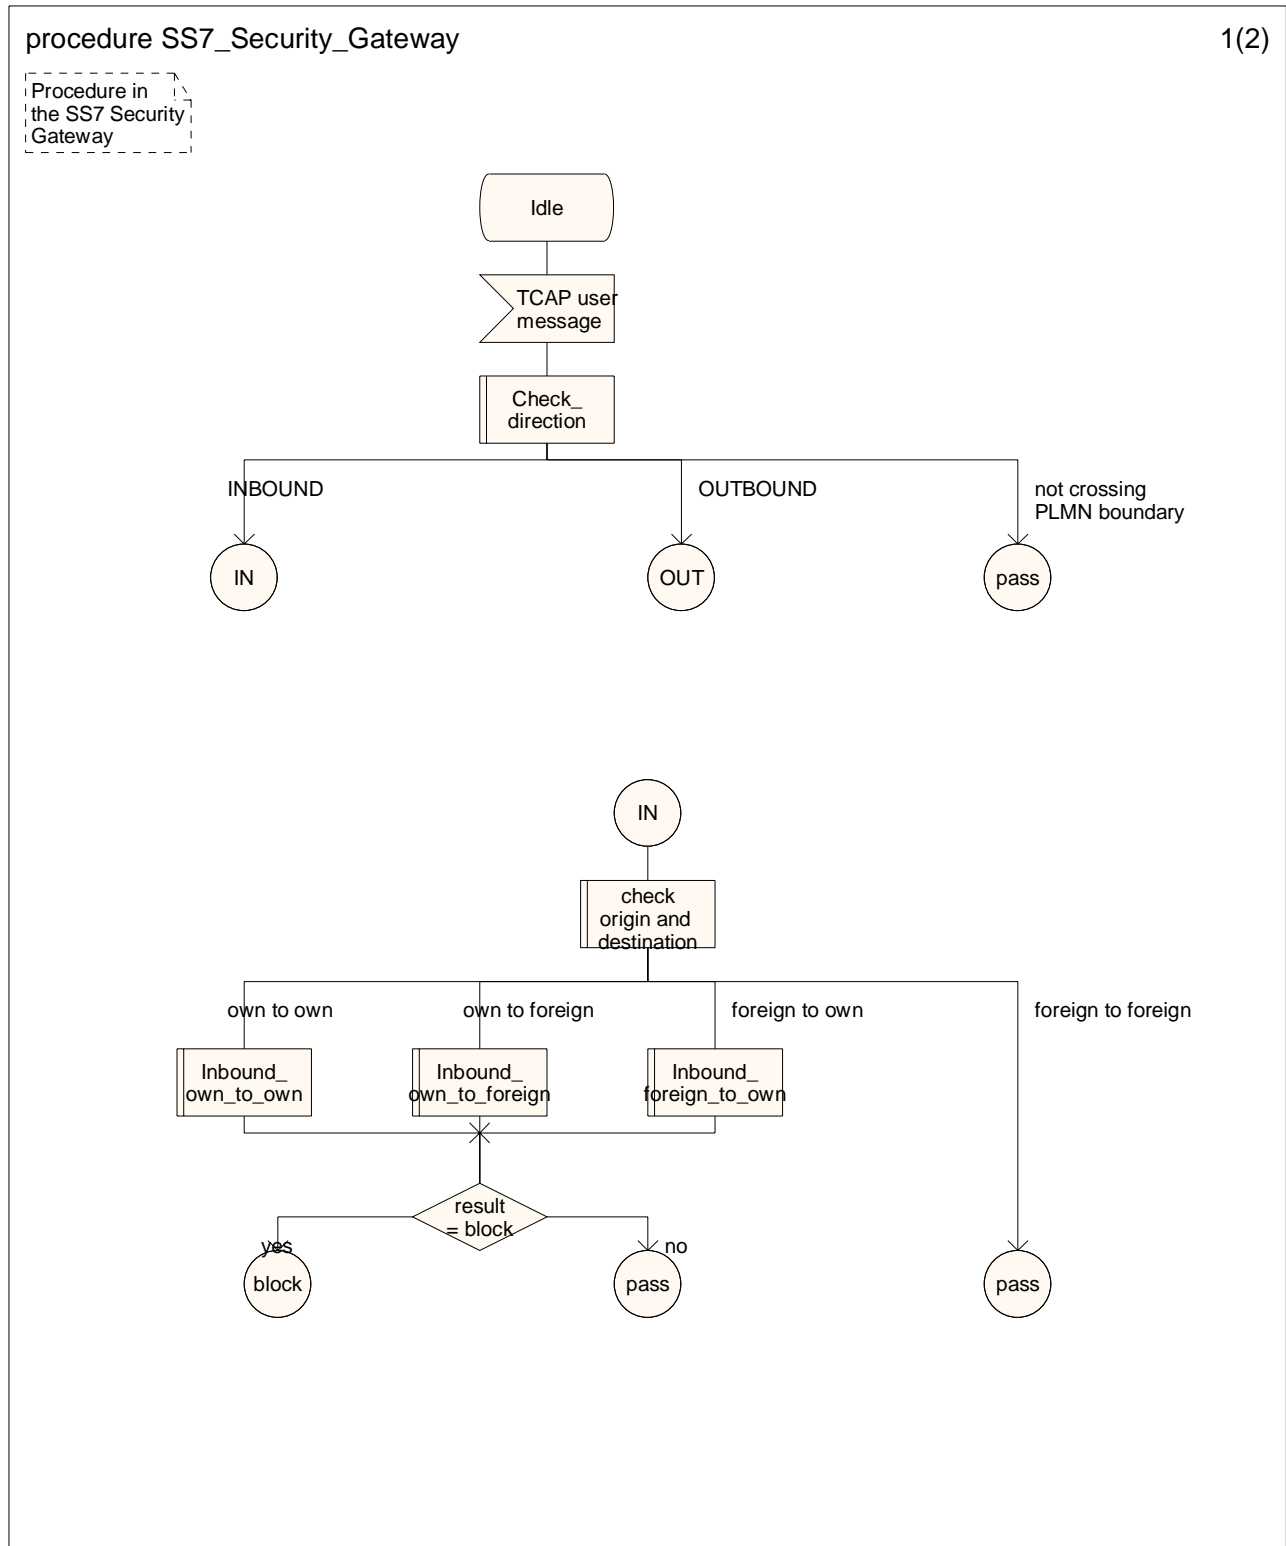 procedure SS7_Security_Gateway
1(2)
Procedure in
the SS7 Security
Gateway
Idle
TCAP user
message
Check_
direction
INBOUND
OUTBOUND
not crossing
PLMN boundary
IN
OUT
pass
IN
check
origin and
destination
own to own
own to foreign
foreign to own
foreign to foreign
Inbound_
own_to_own
Inbound_
own_to_foreign
Inbound_
foreign_to_own
result
= block
yes
no
block
pass
pass